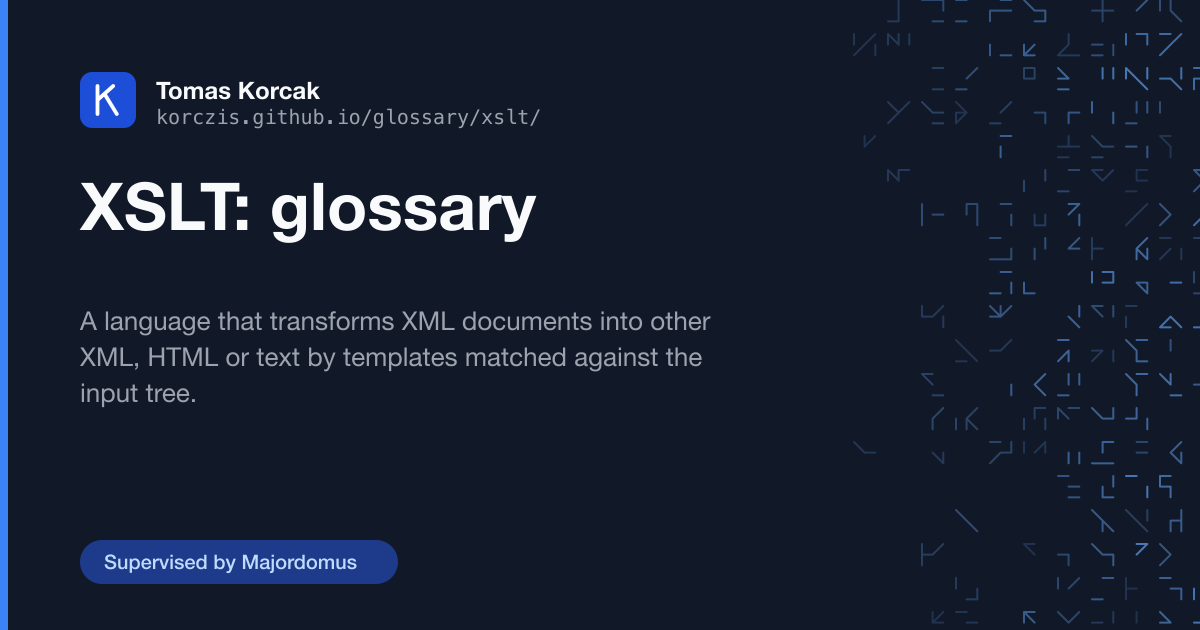 K
Tomas Korcak
korczis.github.io/glossary/xslt/
XSLT: glossary
A language that transforms XML documents into other
XML, HTML or text by templates matched against the
input tree.
Supervised by Majordomus